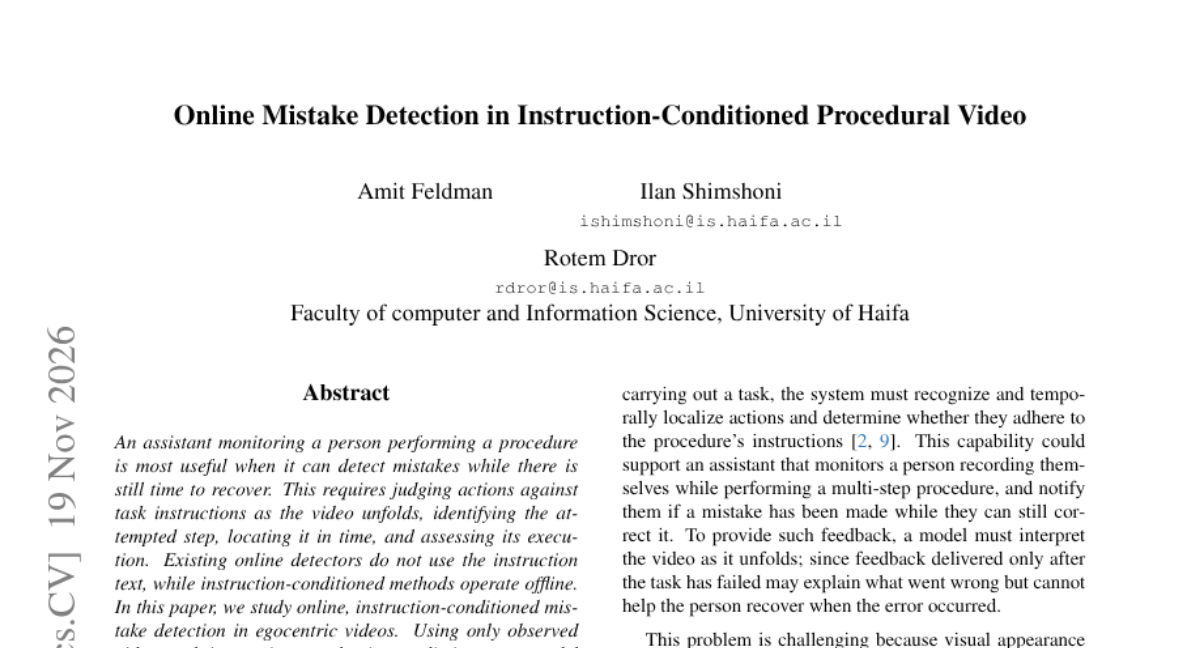 Online Mistake Detection in Instruction-Conditioned Procedural Video
Amit Feldman
Ilan Shimshoni
ishimshoni@is.haifa.ac.il
Rotem Dror
rdror@is.haifa.ac.il
Faculty of computer and Information Science, University of Haifa
cs.CV] 19 Nov 2026
Abstract
An assistant monitoring a person performing a procedure
is most useful when it can detect mistakes while there is
still time to recover. This requires judging actions against
task instructions as the video unfolds, identifying the at-
tempted step, locating it in time, and assessing its execu-
tion. Existing online detectors do not use the instruction
text, while instruction-conditioned methods operate offline.
In this paper, we study online, instruction-conditioned mis-
take detection in egocentric videos. Using only observed
carrying out a task, the system must recognize and tempo-
rally localize actions and determine whether they adhere to
the procedure's instructions [2, 9]. This capability could
support an assistant that monitors a person recording them-
selves while performing a multi-step procedure, and notify
them if a mistake has been made while they can still cor-
rect it. To provide such feedback, a model must interpret
the video as it unfolds; since feedback delivered only after
the task has failed may explain what went wrong but cannot
help the person recover when the error occurred.
This problem is challenging because visual appearance